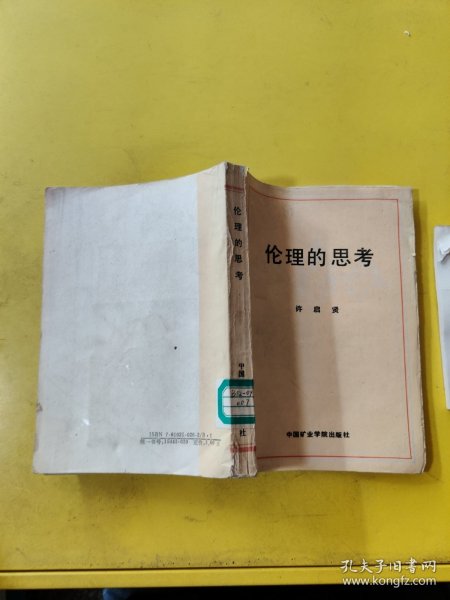 伦理的思考
许启贤
中国矿业学院出版社
伦理的思考
中国
社
孔夫子旧书网
www.kongfz.com